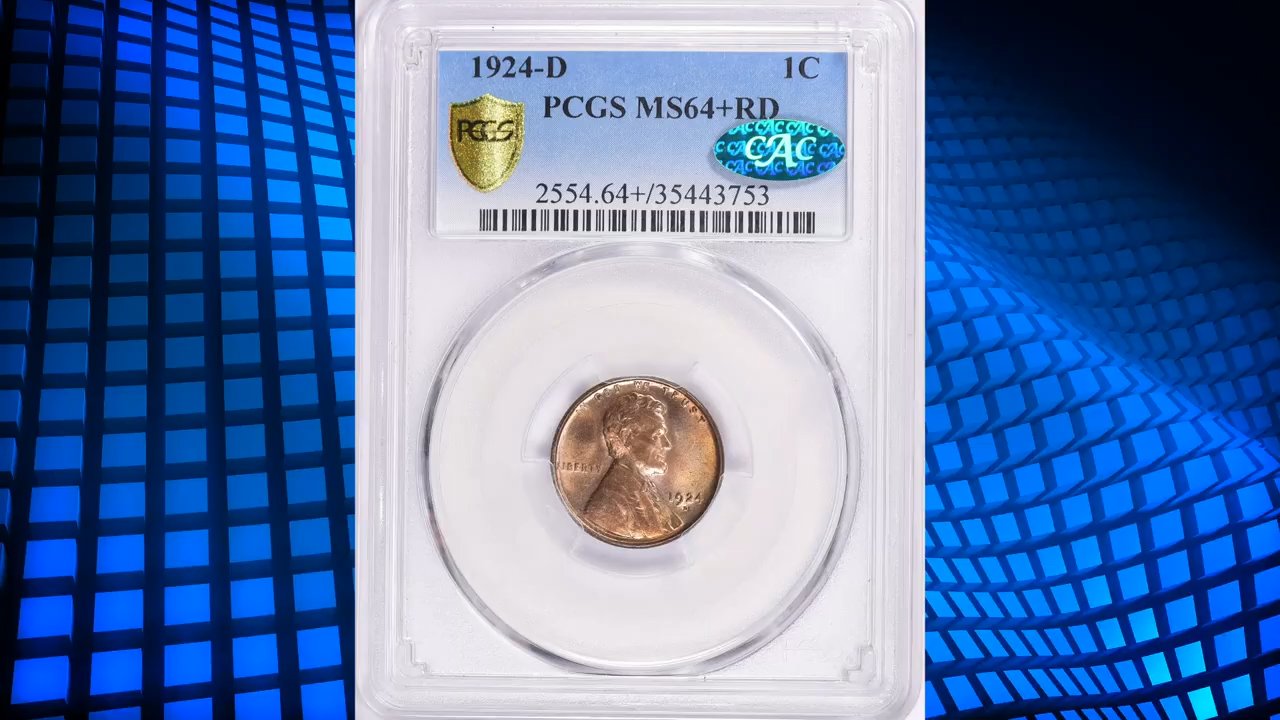 1924-D 1C
PCGS MS64+RD
PCGS
CAC
2554.64+/35443753
LIBERTY
1924